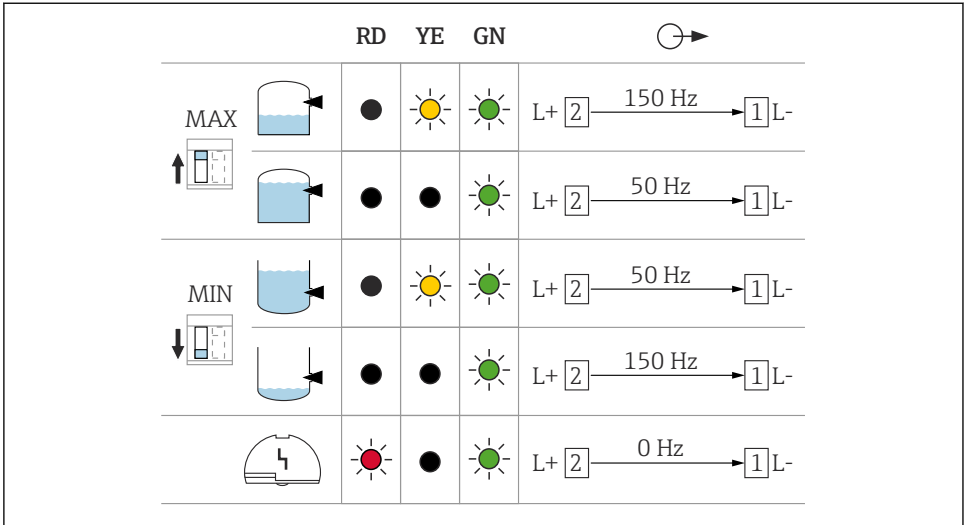 RD YE GN
MAX
L+ 2 150 Hz 1 L-
L+ 2 50 Hz 1 L-
MIN
L+ 2 50 Hz 1 L-
L+ 2 150 Hz 1 L-
L+ 2 0 Hz 1 L-